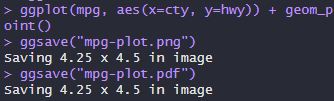 > ggplot(mpg, aes(x=cty, y=hwy)) + geom_p
oint()
> ggsave("mpg-plot.png")
Saving 4.25 x 4.5 in image
> ggsave("mpg-plot.pdf")
Saving 4.25 x 4.5 in image